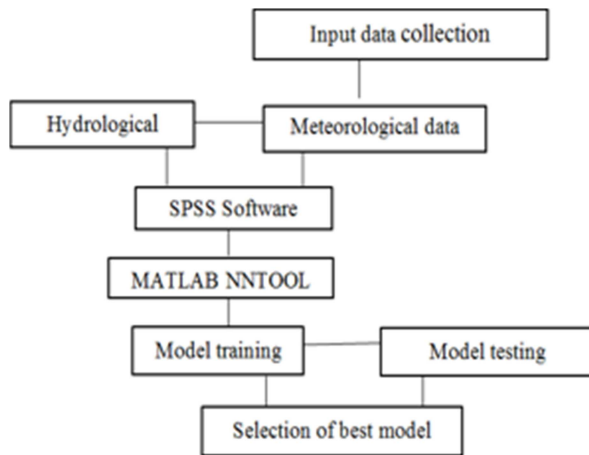 Input data collection
Hydrological
Meteorological data
SPSS Software
MATLAB NNTOOL
Model training
Model testing
Selection of best model